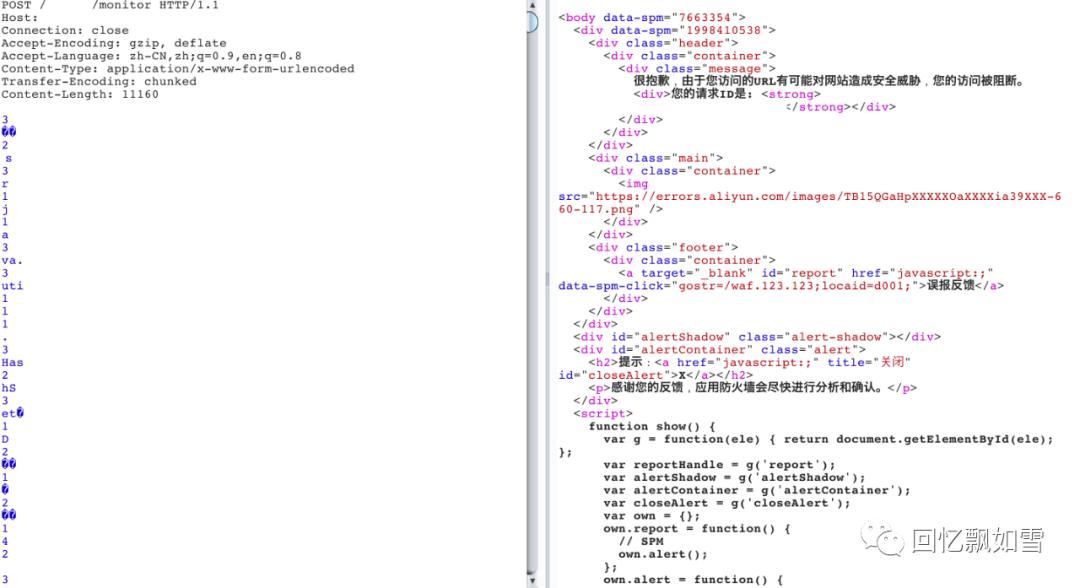 POST /      /monitor HTTP/1.1
Host:
Connection: close
Accept-Encoding: gzip, deflate
Accept-Language: zh-CN,zh;q=0.9,en;q=0.8
Content-Type: application/x-www-form-urlencoded
Transfer-Encoding: chunked
Content-Length: 11160
3
��
2
s
3
r
1
j
1
a
3
va.
3
uti
1
l
1
.
3
Has
2
hS
3
et�
1
D
2
��
1
�
2
��
1
4
2
3
<body data-spm="7663354">
<div data-spm="1998410538">
<div class="header">
<div class="container">
<div class="message">
很抱歉，由于您访问的URL有可能对网站造成安全威胁，您的访问被阻断。
<div>您的请求ID是: <strong>
</strong></div>
</div>
</div>
</div>
<div class="main">
<div class="container">
<img
src="https://errors.aliyun.com/images/TB15QGaHpXXXXXOaXXXXia39XXX-6
60-117.png" />
</div>
</div>
<div class="footer">
<div class="container">
<a target="_blank" id="report" href="javascript:;"
data-spm-click="gostr=/waf.123.123;locaid=d001;">误报反馈</a>
</div>
</div>
</div>
<div id="alertShadow" class="alert-shadow"></div>
<div id="alertContainer" class="alert">
<h2>提示：<a href="javascript:;" title="关闭"
id="closeAlert">X</a></h2>
<p>感谢您的反馈，应用防火墙会尽快进行分析和确认。</p>
</div>
<script>
function show() {
var g = function(ele) { return document.getElementById(ele);
};
var reportHandle = g('report');
var alertShadow = g('alertShadow');
var alertContainer = g('alertContainer');
var closeAlert = g('closeAlert');
var own = {};
own.report = function() {
// SPM
own.alert();
};
own.alert = function() {
回忆飘如雪